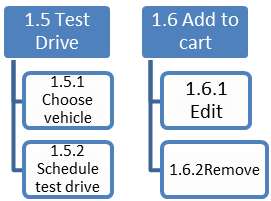 1.5 Test
Drive
1.5.1
Choose
vehicle
1.5.2
Schedule
test drive
1.6 Add to
cart
1.6.1
Edit
1.6.2Remove